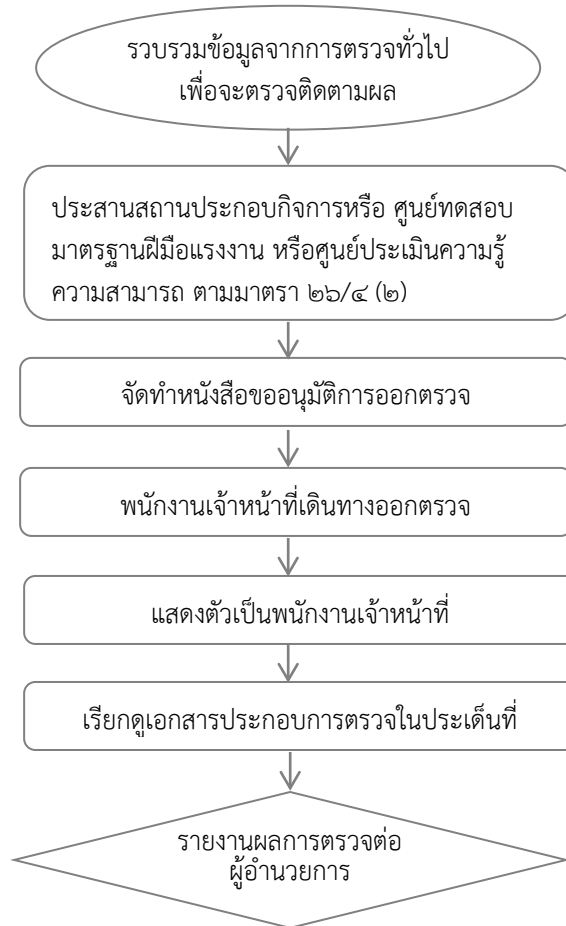 รวบรวมข้อมูลจากการตรวจทั่วไป
เพื่อจะตรวจติดตามผล
ประสานสถานประกอบกิจการหรือ ศูนย์ทดสอบ
มาตรฐานฝีมือแรงงาน หรือศูนย์ประเมินความรู้
ความสามารถ ตามมาตรา ๒๖/๔ (๒)
จัดทำหนังสือขออนุมัติการออกตรวจ
พนักงานเจ้าหน้าที่เดินทางออกตรวจ
แสดงตัวเป็นพนักงานเจ้าหน้าที่
เรียกดูเอกสารประกอบการตรวจในประเด็นที่
รายงานผลการตรวจต่อ
ผู้อำนวยการ